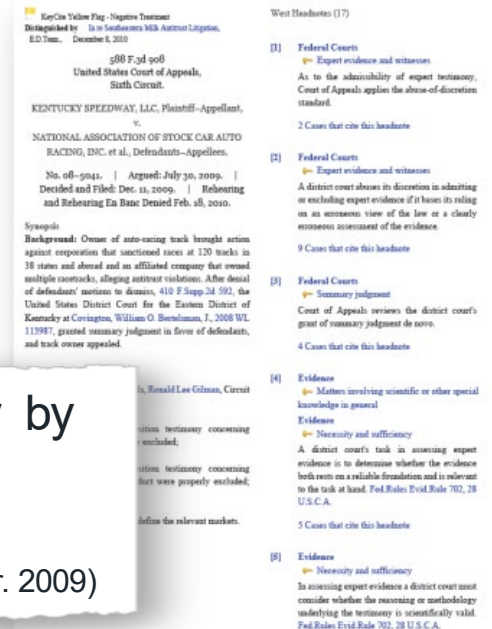 KeyCite Yellow Flag - Negative Treatment
Distinguished by In re Southeastern Milk Antitrust Litigation,
E.D.Tenn., December 8, 2010
588 F.3d 908
United States Court of Appeals,
Sixth Circuit.
KENTUCKY SPEEDWAY, LLC, Plaintiff–Appellant,
v.
NATIONAL ASSOCIATION OF STOCK CAR AUTO
RACING, INC. et al., Defendants–Appellees.
No. 08–5041. | Argued: July 30, 2009. |
Decided and Filed: Dec. 11, 2009. | Rehearing
and Rehearing En Banc Denied Feb. 18, 2010.
Synopsis
Background: Owner of auto-racing track brought action
against corporation that sanctioned races at 120 tracks in
38 states and abroad and an affiliated company that owned
multiple racetracks, alleging antitrust violations. After denial
of defendants' motions to dismiss, 410 F.Supp.2d 592, the
United States District Court for the Eastern District of
Kentucky at Covington, William O. Bertelsman, J., 2008 WL
113987, granted summary judgment in favor of defendants,
and track owner appealed.
Ronald Lee Gilman, Circuit
testimony concerning
excluded;
testimony concerning
were properly excluded;
define the relevant markets.
by
2009)
West Headnotes (17)
[1] Federal Courts
Expert evidence and witnesses
As to the admissibility of expert testimony,
Court of Appeals applies the abuse-of-discretion
standard.
2 Cases that cite this headnote
[2] Federal Courts
Expert evidence and witnesses
A district court abuses its discretion in admitting
or excluding expert evidence if it bases its ruling
on an erroneous view of the law or a clearly
erroneous assessment of the evidence.
9 Cases that cite this headnote
[3] Federal Courts
Summary judgment
Court of Appeals reviews the district court's
grant of summary judgment de novo.
4 Cases that cite this headnote
[4] Evidence
Matters involving scientific or other special
knowledge in general
Evidence
Necessity and sufficiency
A district court's task in assessing expert
evidence is to determine whether the evidence
both rests on a reliable foundation and is relevant
to the task at hand. Fed.Rules Evid.Rule 702, 28
U.S.C.A.
5 Cases that cite this headnote
[5] Evidence
Necessity and sufficiency
In assessing expert evidence a district court must
consider whether the reasoning or methodology
underlying the testimony is scientifically valid.
Fed.Rules Evid.Rule 702, 28 U.S.C.A.